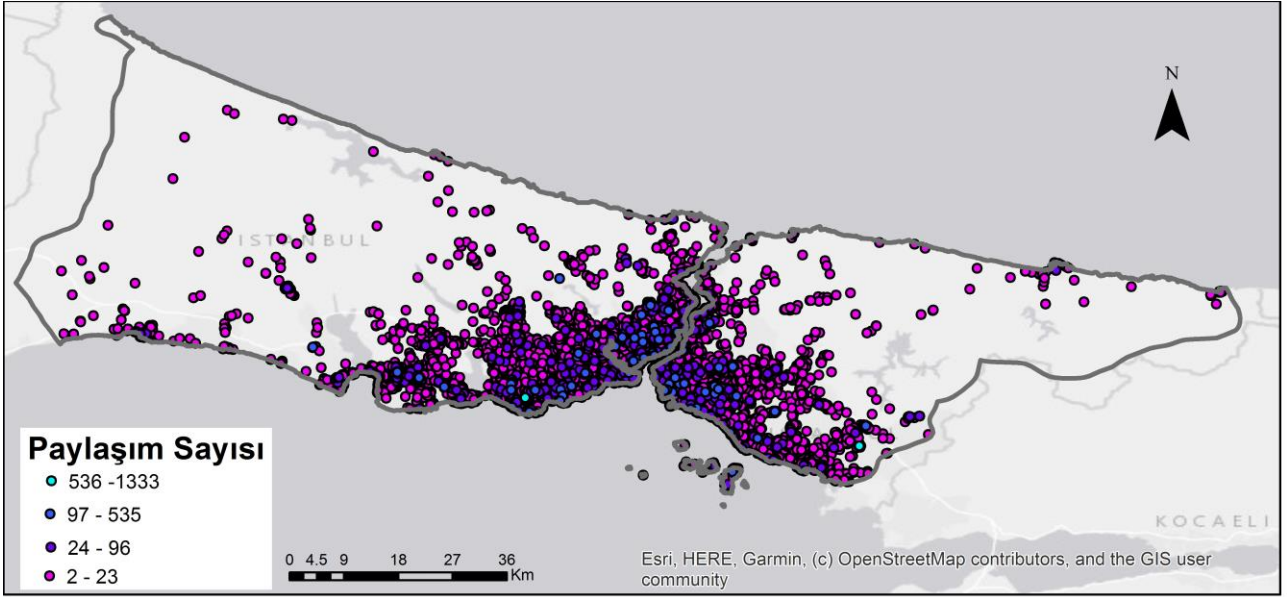 N
ISTANBUL
Paylaşım Sayısı
536 -1333
97 - 535
24 - 96
2 - 23
0 4.5 9 18 27 36
Km
KOCAELI
Esri, HERE, Garmin, (c) OpenStreetMap contributors, and the GIS user
community